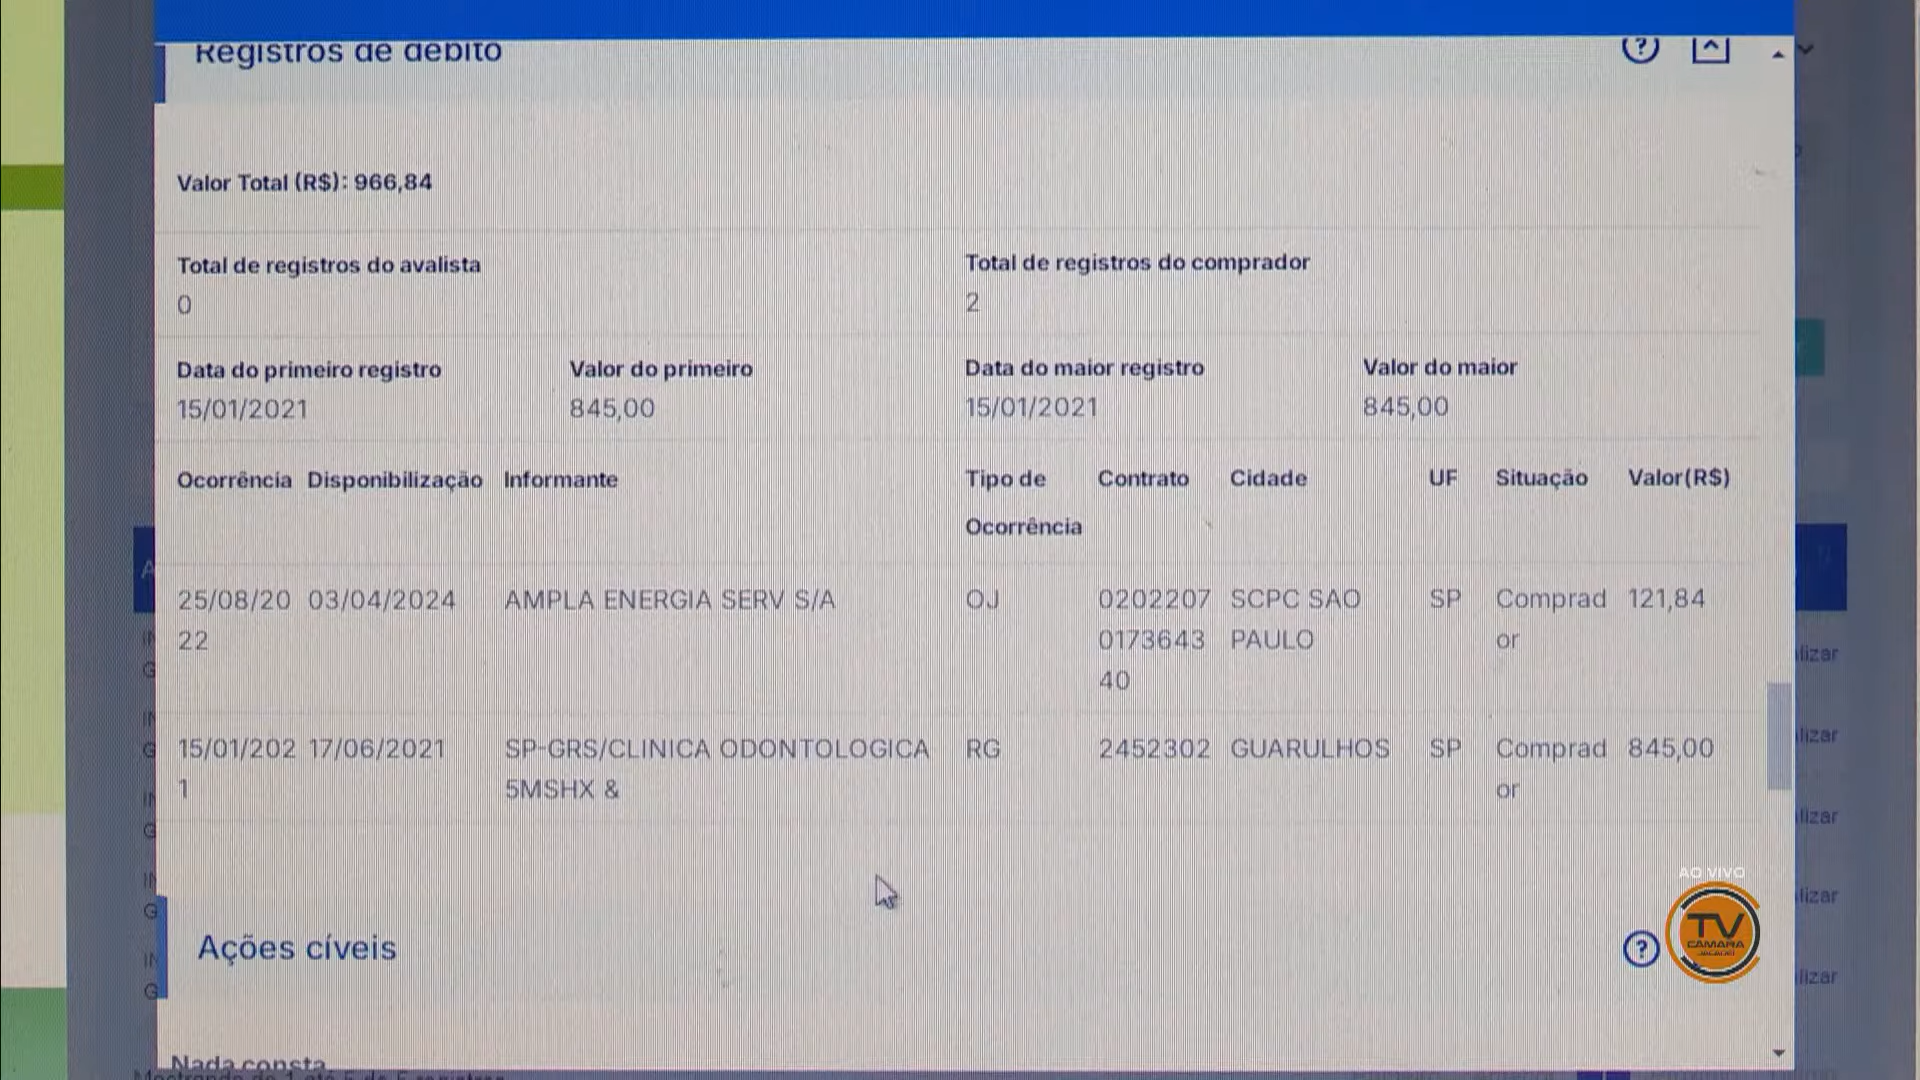 Registros de débito
Valor Total (R$): 966,84
Total de registros do avalista
Total de registros do comprador
0
2
Data do primeiro registro
Valor do primeiro
Data do maior registro
Valor do maior
15/01/2021
845,00
15/01/2021
845,00
Ocorrência Disponibilização Informante Tipo de Contrato Cidade UF Situação Valor(R$)
Ocorrência
25/08/20 03/04/2024 AMPLA ENERGIA SERV S/A OJ 0202207 SCPC SAO SP Comprad 121,84
22 0173643 PAULO or
40
15/01/202 17/06/2021 SP-GRS/CLINICA ODONTOLOGICA RG 2452302 GUARULHOS SP Comprad 845,00
1 5MSHX & or
AO VIVO
TV
CAMARA
JACAREÍ
Ações cíveis
Nada consta